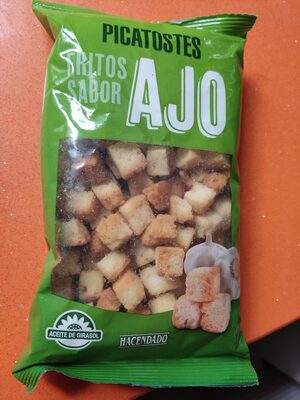 PICATOSTES
FRITOS
SABOR
AJO
ACEITE DE GIRASOL
HACENDADO